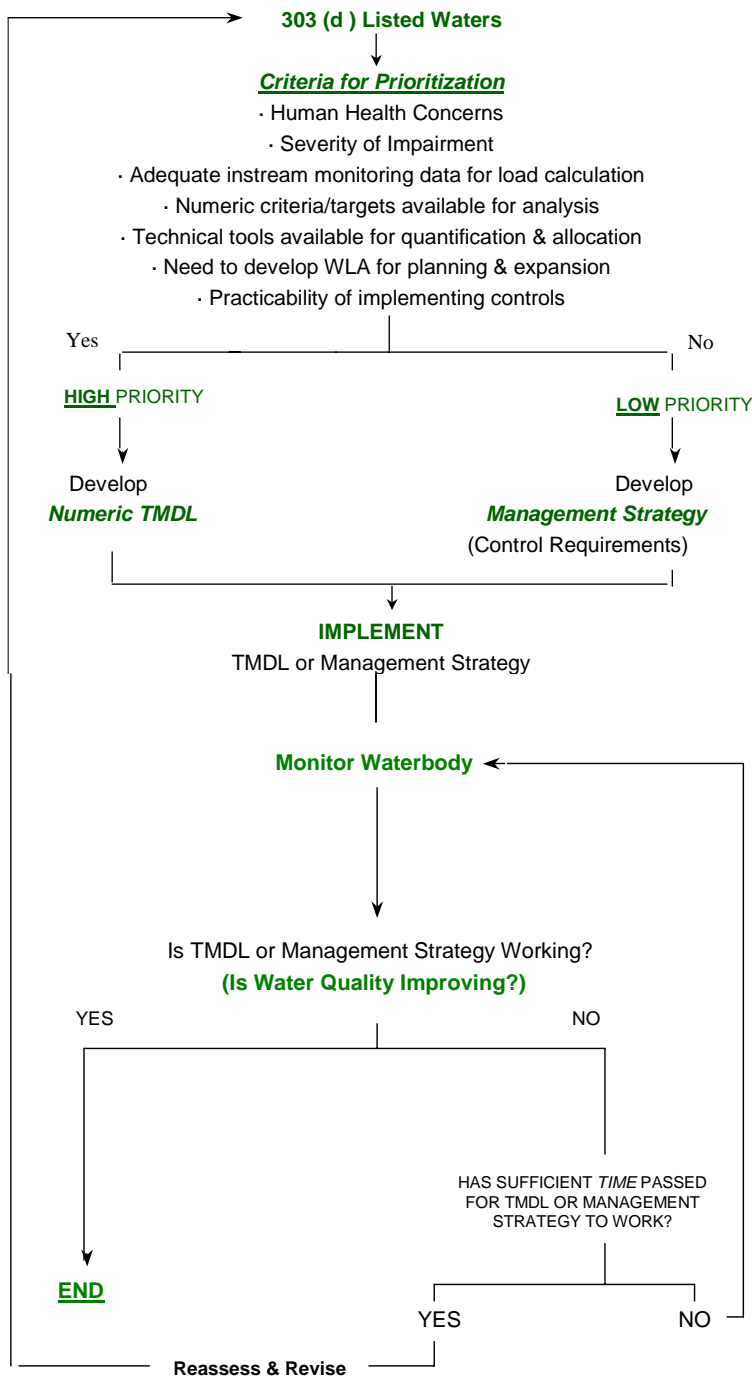 303 (d ) Listed Waters
Criteria for Prioritization
· Human Health Concerns
· Severity of Impairment
· Adequate instream monitoring data for load calculation
· Numeric criteria/targets available for analysis
· Technical tools available for quantification & allocation
· Need to develop WLA for planning & expansion
· Practicability of implementing controls
Yes
No
HIGH PRIORITY
LOW PRIORITY
Develop
Numeric TMDL
Develop
Management Strategy
(Control Requirements)
IMPLEMENT
TMDL or Management Strategy
Monitor Waterbody
Is TMDL or Management Strategy Working?
(Is Water Quality Improving?)
YES
NO
HAS SUFFICIENT TIME PASSED
FOR TMDL OR MANAGEMENT
STRATEGY TO WORK?
END
YES
NO
Reassess & Revise